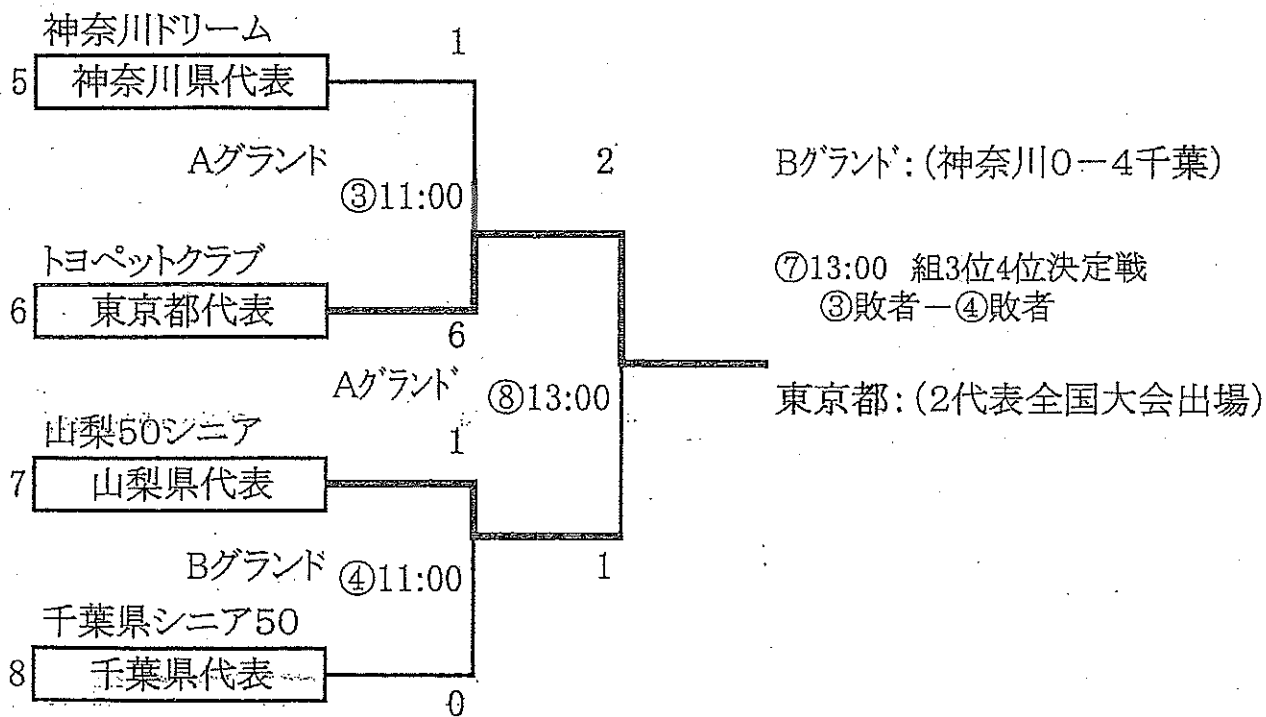 神奈川ドリーム
1
5 神奈川県代表
Aグランド
2
Bグランド:(神奈川0-4千葉)
③11:00
トヨペットクラブ
⑦13:00 組3位4位決定戦
③敗者-④敗者
6 東京都代表
6
Aグランド
⑧13:00
東京都:(2代表全国大会出場)
山梨50シニア
1
7 山梨県代表
Bグランド
④11:00
1
千葉県シニア50
8 千葉県代表
0